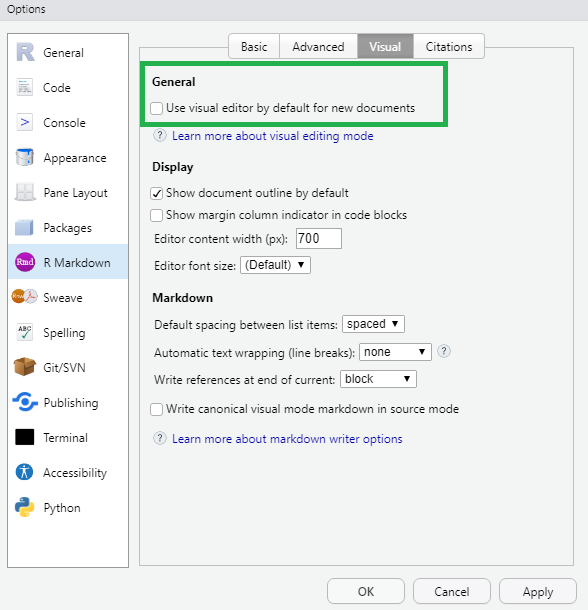 Options
R
General
Code
Console
Appearance
Pane Layout
Packages
Rmd
R Markdown
Sweave
ABC
Spelling
Git/SVN
Publishing
Terminal
Accessibility
Python
Basic
Advanced
Visual
Citations
General
Use visual editor by default for new documents
? Learn more about visual editing mode
Display
Show document outline by default
Show margin column indicator in code blocks
Editor content width (px): 700
Editor font size: (Default)
Markdown
Default spacing between list items: spaced
Automatic text wrapping (line breaks): none ?
Write references at end of current: block
Write canonical visual mode markdown in source mode
? Learn more about markdown writer options
OK
Cancel
Apply